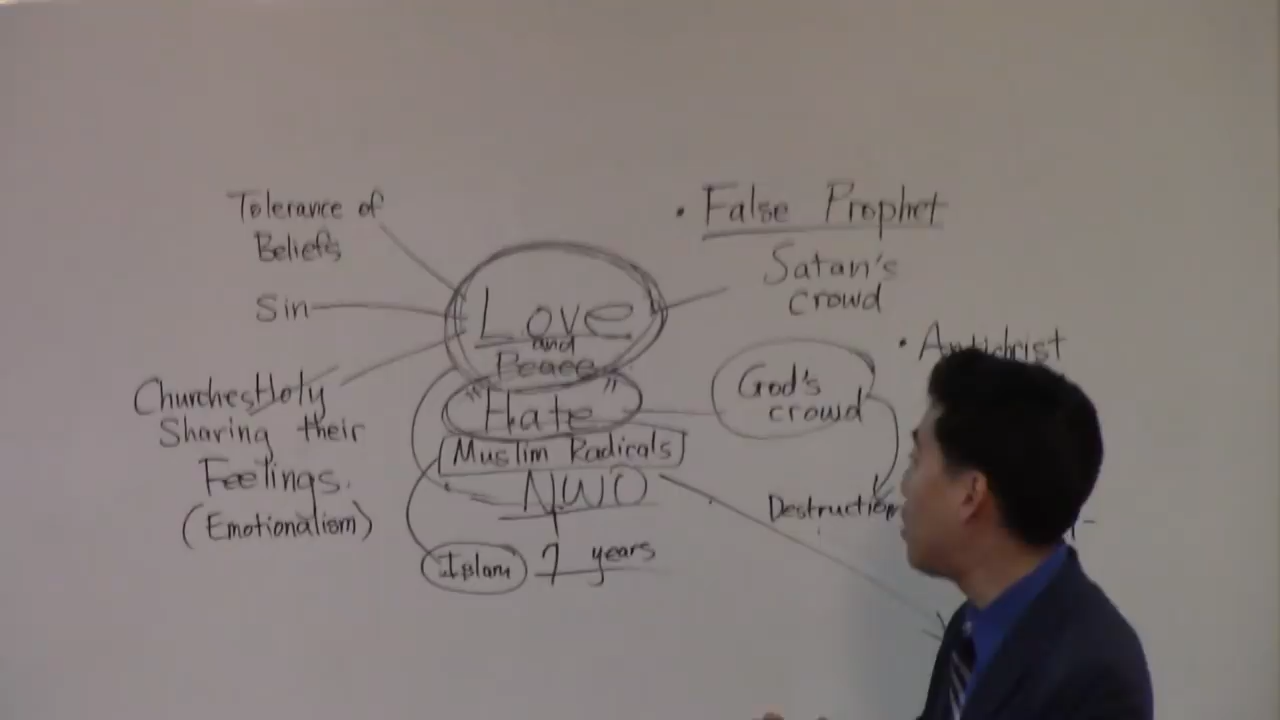 Tolerance of
Beliefs
Sin
Churches Holy
Sharing their
Feelings.
(Emotionalism)
Love
and
Peace
"Hate"
Muslim Radicals
NWO
Islam
7 years
• False Prophet
Satan's
crowd
• Antichrist
God's
crowd
Destruction